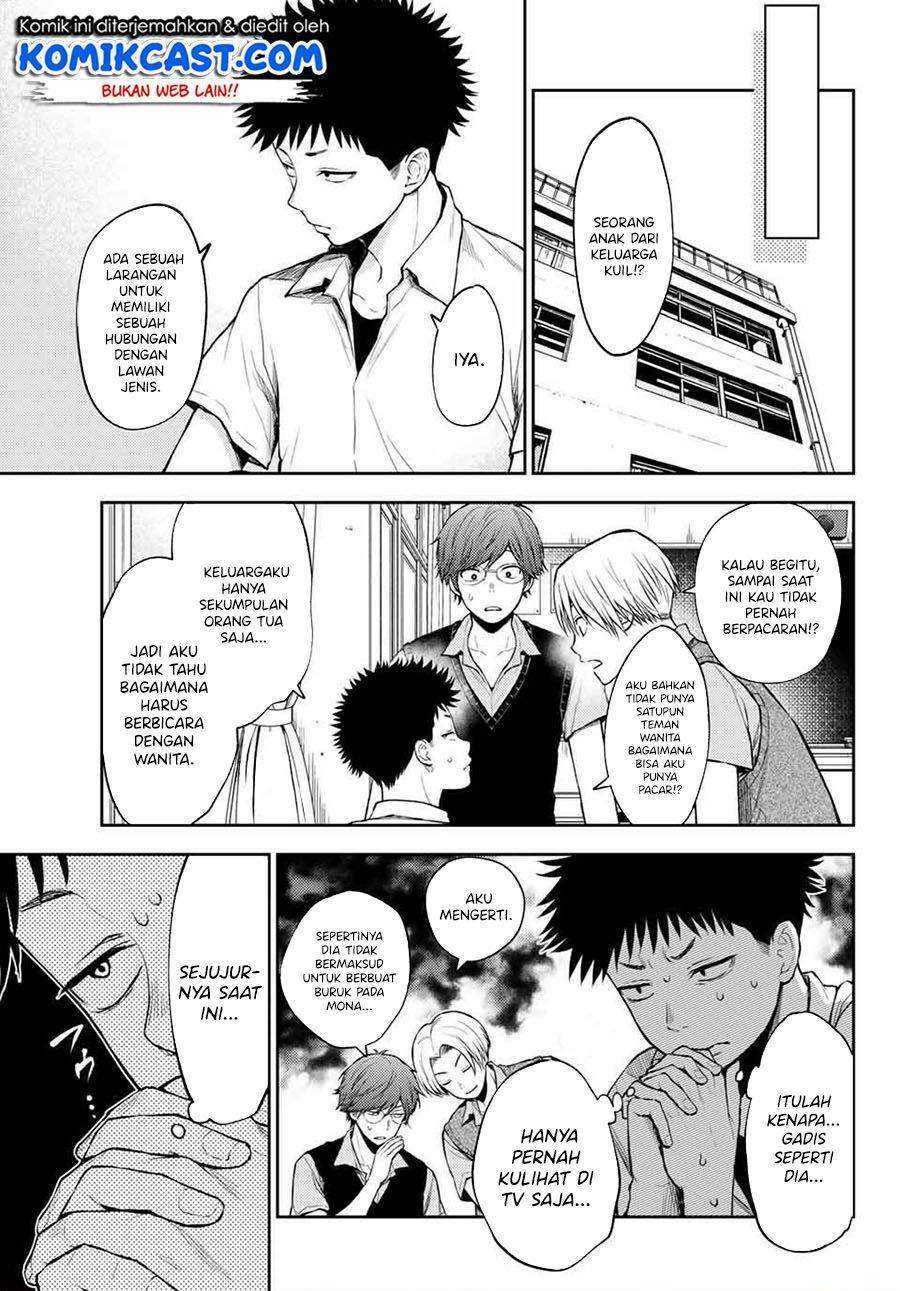 Komik ini diterjemahkan & diedit oleh
KOMIKCAST.COM
BUKAN WEB LAIN!!
SEORANG
ANAK DARI
KELUARGA
KUIL!?
IYA.
ADA SEBUAH
LARANGAN
UNTUK
MEMILIKI
SEBUAH
HUBUNGAN
DENGAN
LAWAN
JENIS.
KALAU BEGITU,
SAMPAI SAAT
INI KAU TIDAK
PERNAH
BERPACARAN!?
AKU BAHKAN
TIDAK PUNYA
SATUPUN
TEMAN
WANITA
BAGAIMANA
BISA AKU
PUNYA
PACAR!?
KELUARGAKU
HANYA
SEKUMPULAN
ORANG TUA
SAJA...
JADI AKU
TIDAK TAHU
BAGAIMANA
HARUS
BERBICARA
DENGAN
WANITA.
ITULAH
KENAPA...
GADIS
SEPERTI
DIA...
HANYA
PERNAH
KULIHAT DI
TV SAJA...
AKU
MENGERTI.
SEPERTINYA
DIA TIDAK
BERMAKSUD
UNTUK BERBUAT
BURUK PADA
MONA...
SEJUJUR-
NYA SAAT
INI...